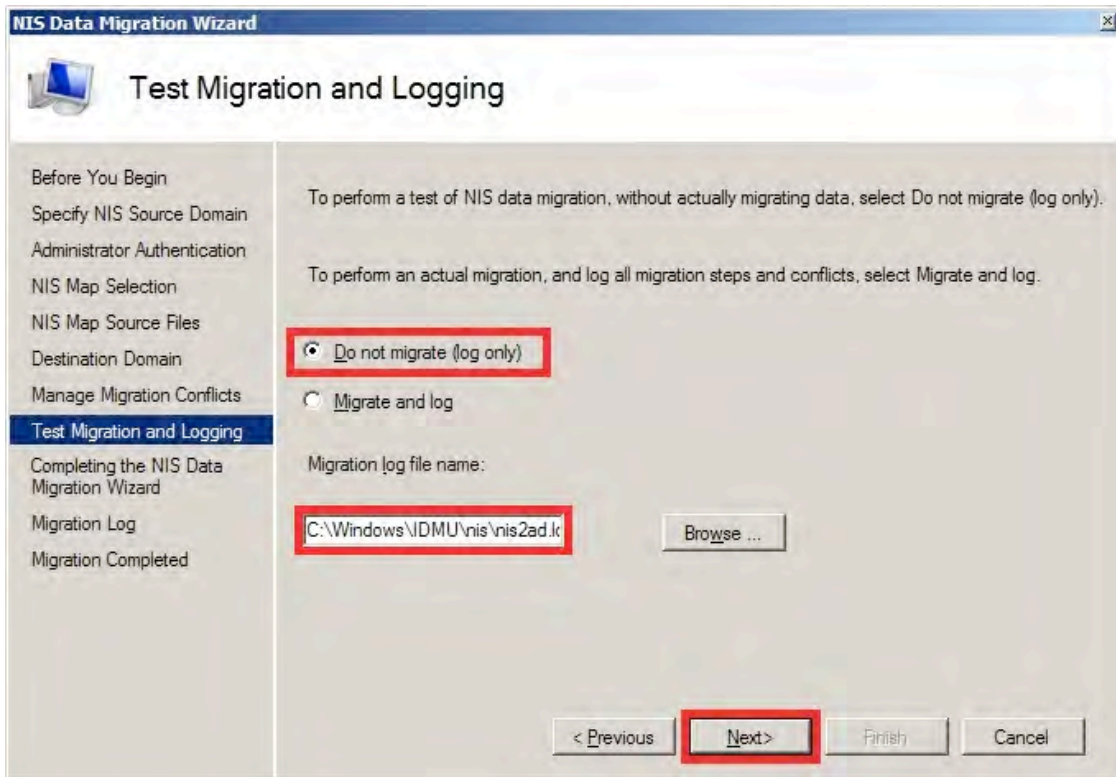 NIS Data Migration Wizard
Test Migration and Logging
Before You Begin
Specify NIS Source Domain
Administrator Authentication
NIS Map Selection
NIS Map Source Files
Destination Domain
Manage Migration Conflicts
Test Migration and Logging
Completing the NIS Data
Migration Wizard
Migration Log
Migration Completed
To perform a test of NIS data migration, without actually migrating data, select Do not migrate (log only).
To perform an actual migration, and log all migration steps and conflicts, select Migrate and log.
Do not migrate (log only)
Migrate and log
Migration log file name:
C:\Windows\IDMU\nis\nis2ad.lo
Browse ...
< Previous
Next>
Finish
Cancel